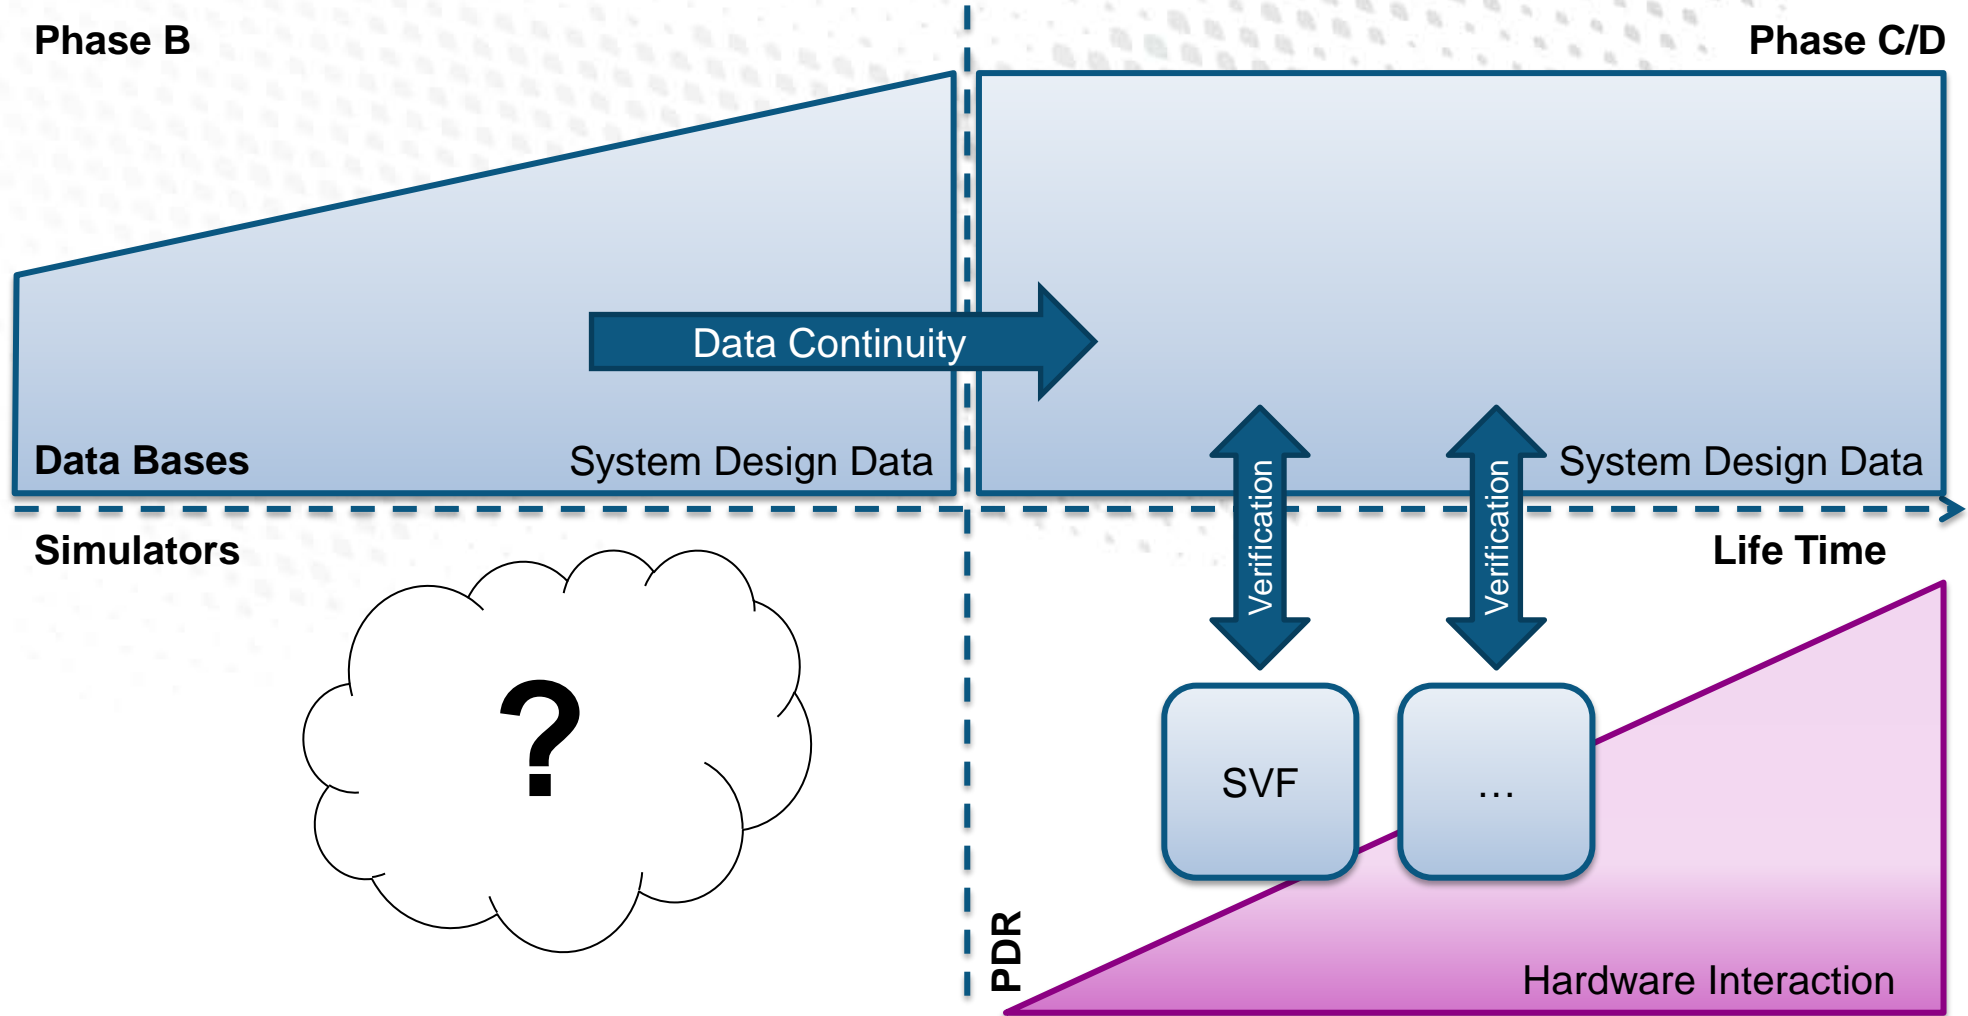 Phase B
Phase C/D
Data Continuity
Data Bases
System Design Data
System Design Data
Verification
Verification
Simulators
Life Time
?
SVF
…
PDR
Hardware Interaction